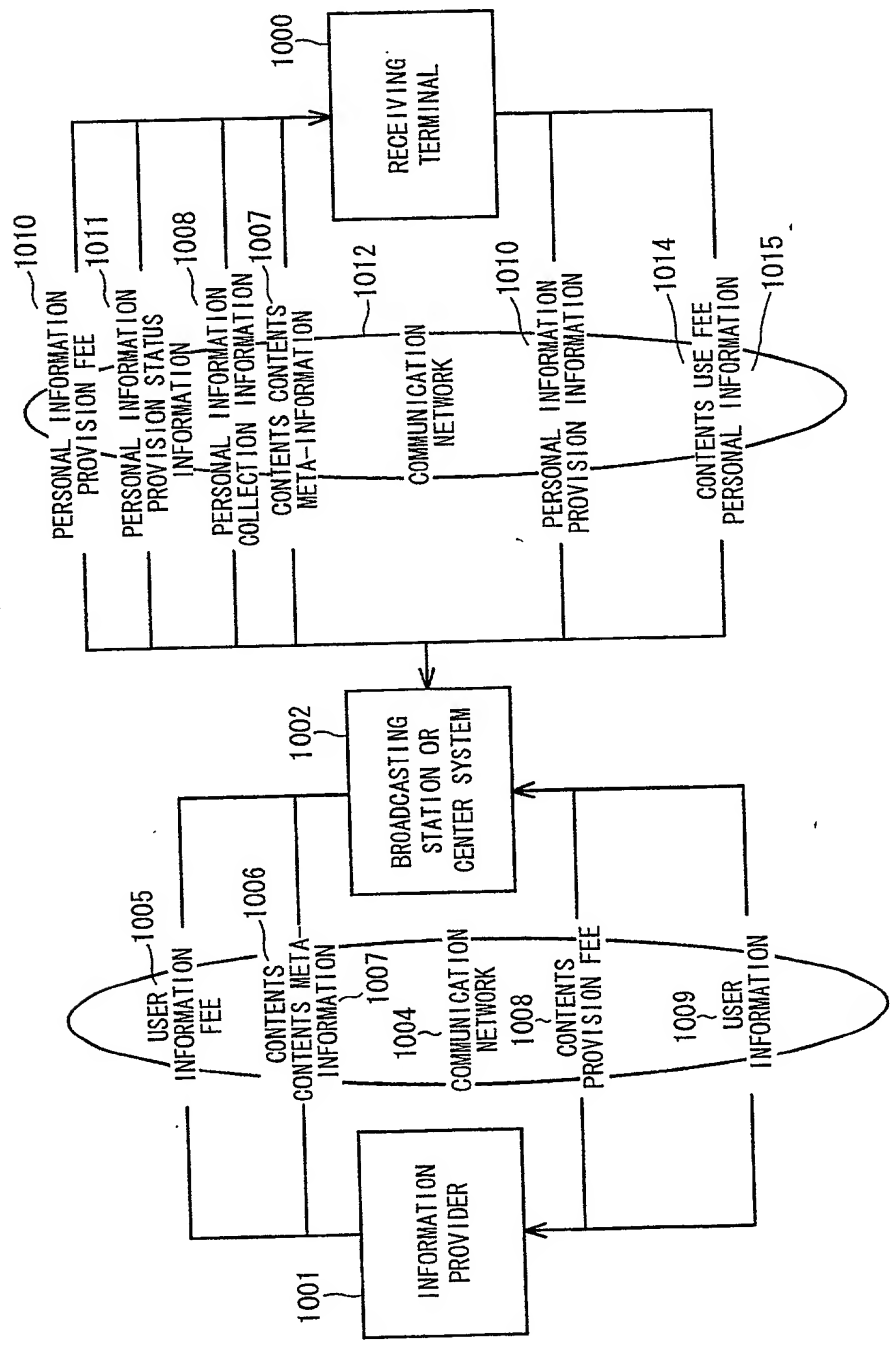 1001
INFORMATION
PROVIDER
1005
USER
INFORMATION
FEE
1006
CONTENTS
CONTENTS META-
INFORMATION
1007
1004
COMMUNICATION
NETWORK
1008
CONTENTS
PROVISION FEE
1009
USER
INFORMATION
1002
BROADCASTING
STATION OR
CENTER SYSTEM
1010
PERSONAL INFORMATION
PROVISION FEE
1011
PERSONAL INFORMATION
PROVISION STATUS
INFORMATION
1008
PERSONAL INFORMATION
COLLECTION INFORMATION
1007
CONTENTS CONTENTS
META-INFORMATION
1012
COMMUNICATION
NETWORK
1010
PERSONAL INFORMATION
PROVISION INFORMATION
1014
CONTENTS USE FEE
PERSONAL INFORMATION
1015
1000
RECEIVING
TERMINAL